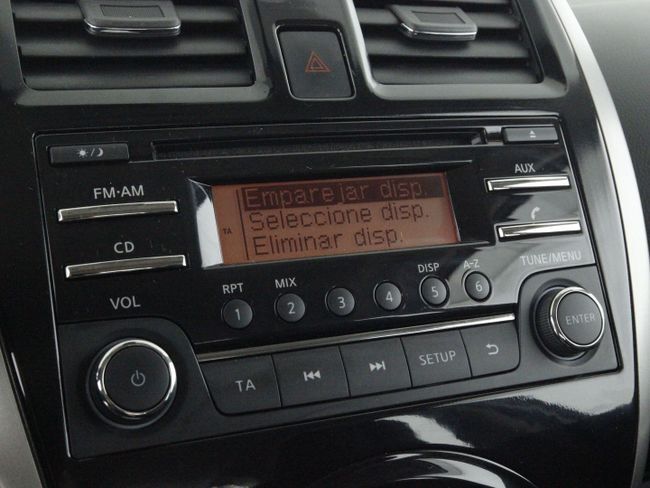 AUX
FM·AM
Emparejar disp.
Seleccione disp.
Eliminar disp.
TA
CD
TUNE/MENU
VOL
RPT
MIX
DISP
A-Z
1
2
3
4
5
6
ENTER
TA
SETUP